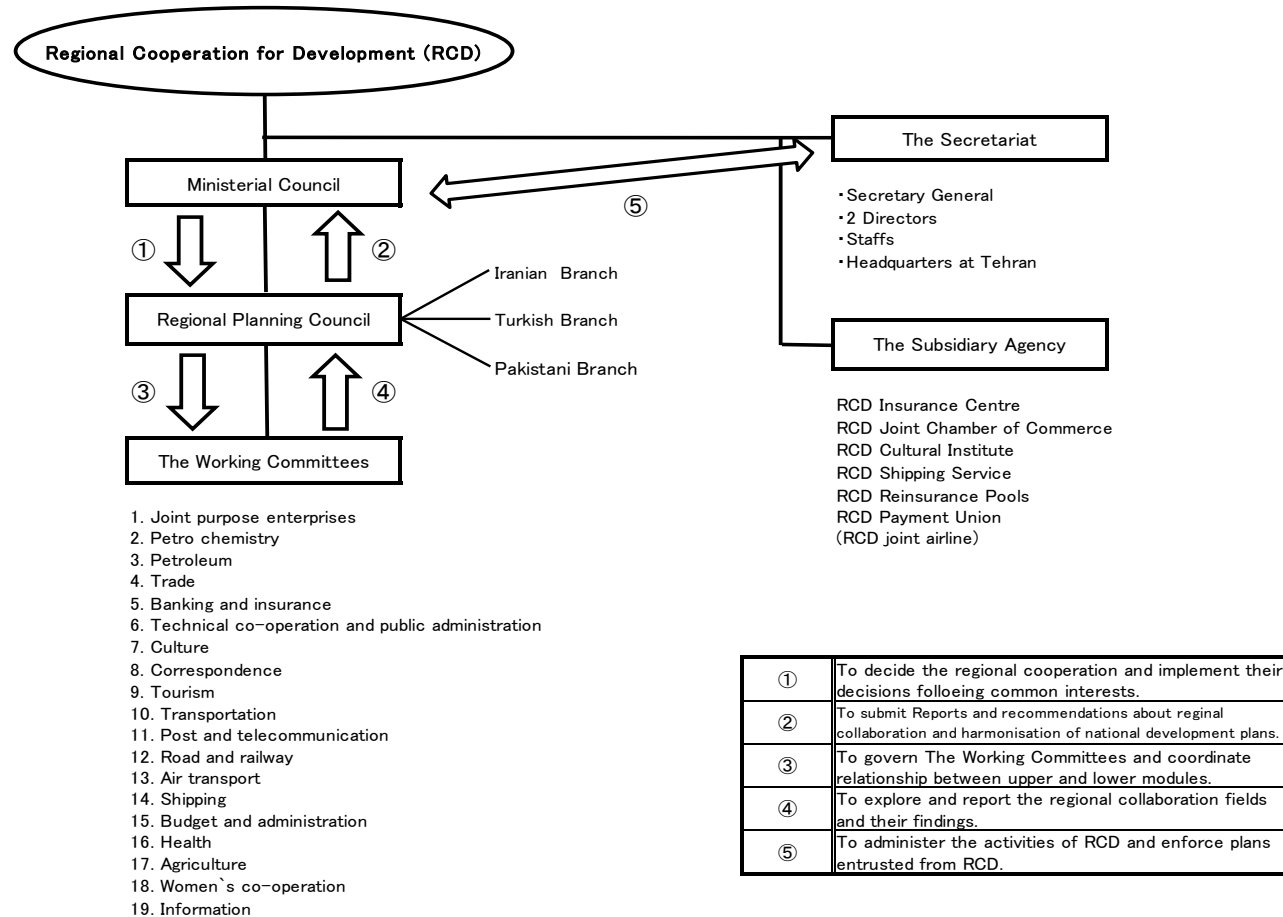 Regional Cooperation for Development (RCD)
The Secretariat
Ministerial Council
・Secretary General
・2 Directors
・Staffs
・Headquarters at Tehran
⑤
①
②
Iranian Branch
Regional Planning Council
Turkish Branch
Pakistani Branch
The Subsidiary Agency
③
④
The Working Committees
RCD Insurance Centre
RCD Joint Chamber of Commerce
RCD Cultural Institute
RCD Shipping Service
RCD Reinsurance Pools
RCD Payment Union
(RCD joint airline)
1. Joint purpose enterprises
2. Petro chemistry
3. Petroleum
4. Trade
5. Banking and insurance
6. Technical co-operation and public administration
7. Culture
8. Correspondence
9. Tourism
10. Transportation
11. Post and telecommunication
12. Road and railway
13. Air transport
14. Shipping
15. Budget and administration
16. Health
17. Agriculture
18. Women`s co-operation
19. Information
① To decide the regional cooperation and implement their
decisions folloeing common interests.
② To submit Reports and recommendations about reginal
collaboration and harmonisation of national development plans.
③ To govern The Working Committees and coordinate
relationship between upper and lower modules.
④ To explore and report the regional collaboration fields
and their findings.
⑤ To administer the activities of RCD and enforce plans
entrusted from RCD.